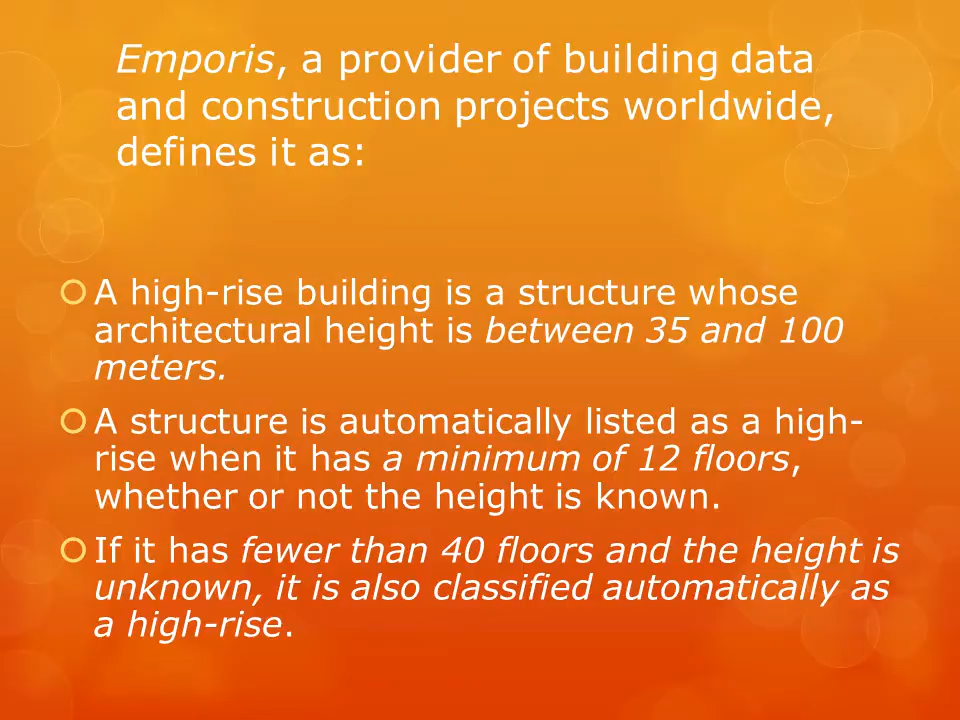 Emporis, a provider of building data
and construction projects worldwide,
defines it as:
A high-rise building is a structure whose
architectural height is between 35 and 100
meters.
A structure is automatically listed as a high-
rise when it has a minimum of 12 floors,
whether or not the height is known.
If it has fewer than 40 floors and the height is
unknown, it is also classified automatically as
a high-rise.